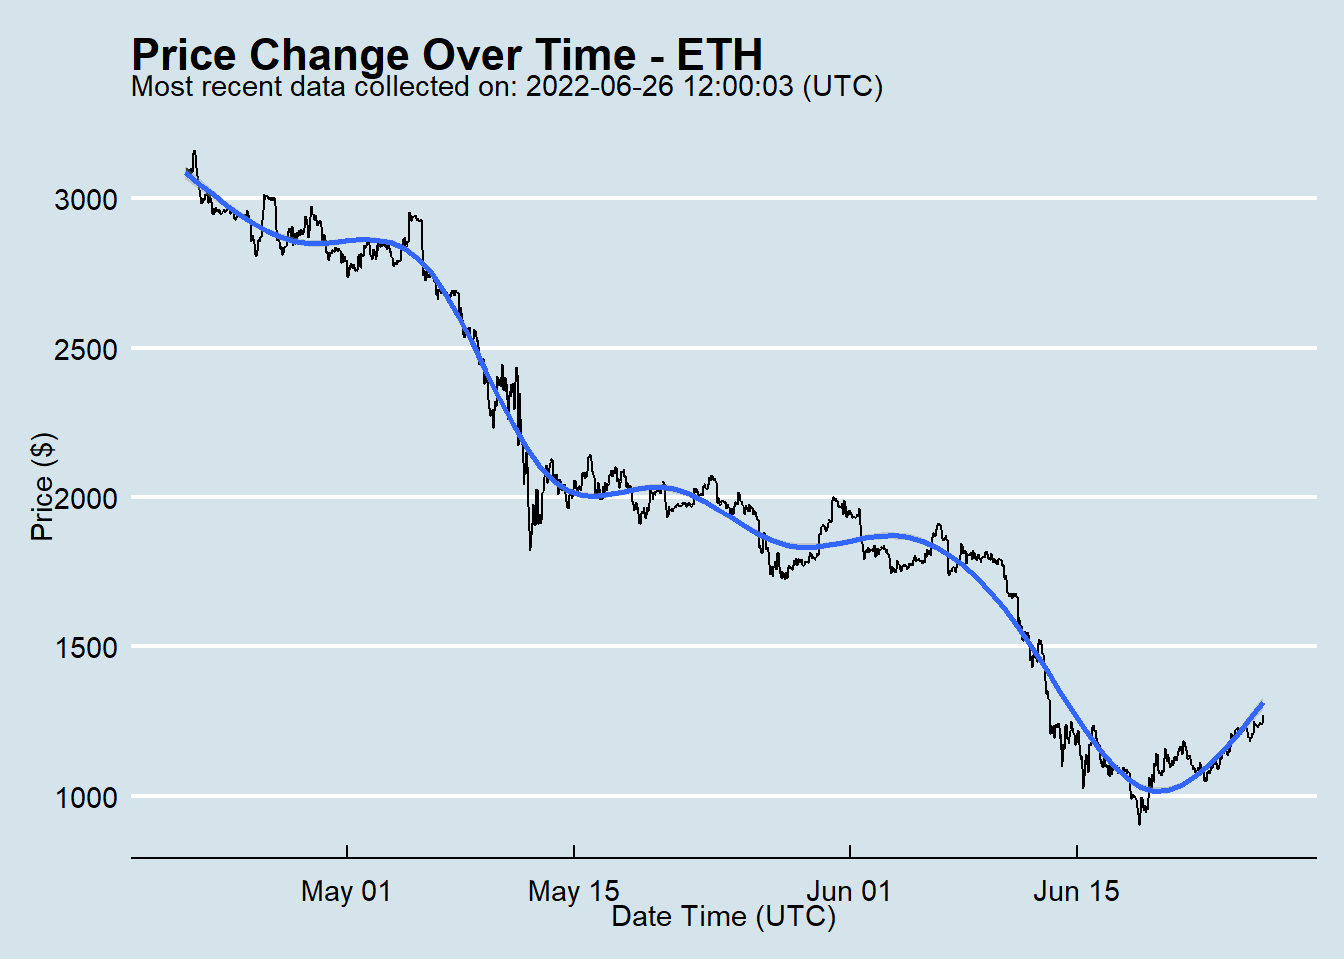 Price Change Over Time - ETH
Most recent data collected on: 2022-06-26 12:00:03 (UTC)
3000
2500
2000
1500
1000
Price ($)
May 01
May 15
Jun 01
Jun 15
Date Time (UTC)